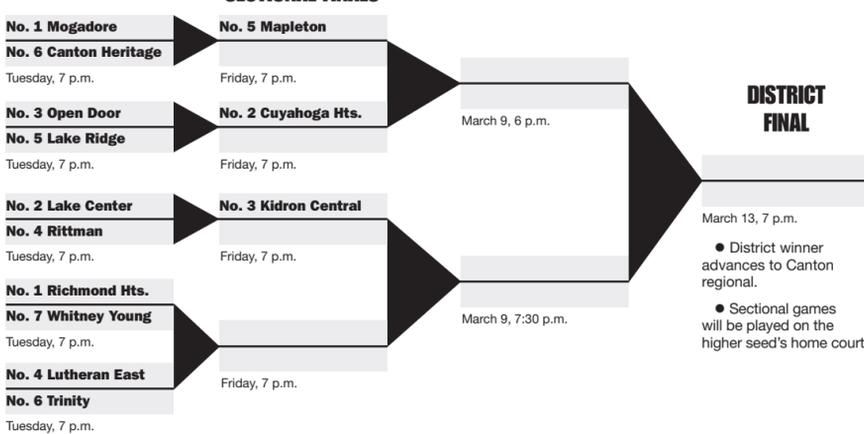 No. 1 Mogadore
No. 6 Canton Heritage
Tuesday, 7 p.m.
No. 3 Open Door
No. 5 Lake Ridge
Tuesday, 7 p.m.
No. 2 Lake Center
No. 4 Rittman
Tuesday, 7 p.m.
No. 1 Richmond Hts.
No. 7 Whitney Young
Tuesday, 7 p.m.
No. 4 Lutheran East
No. 6 Trinity
Tuesday, 7 p.m.
No. 5 Mapleton
Friday, 7 p.m.
No. 2 Cuyahoga Hts.
Friday, 7 p.m.
No. 3 Kidron Central
Friday, 7 p.m.
Friday, 7 p.m.
March 9, 6 p.m.
March 9, 7:30 p.m.
DISTRICT
FINAL
March 13, 7 p.m.
● District winner
advances to Canton
regional.
● Sectional games
will be played on the
higher seed's home court